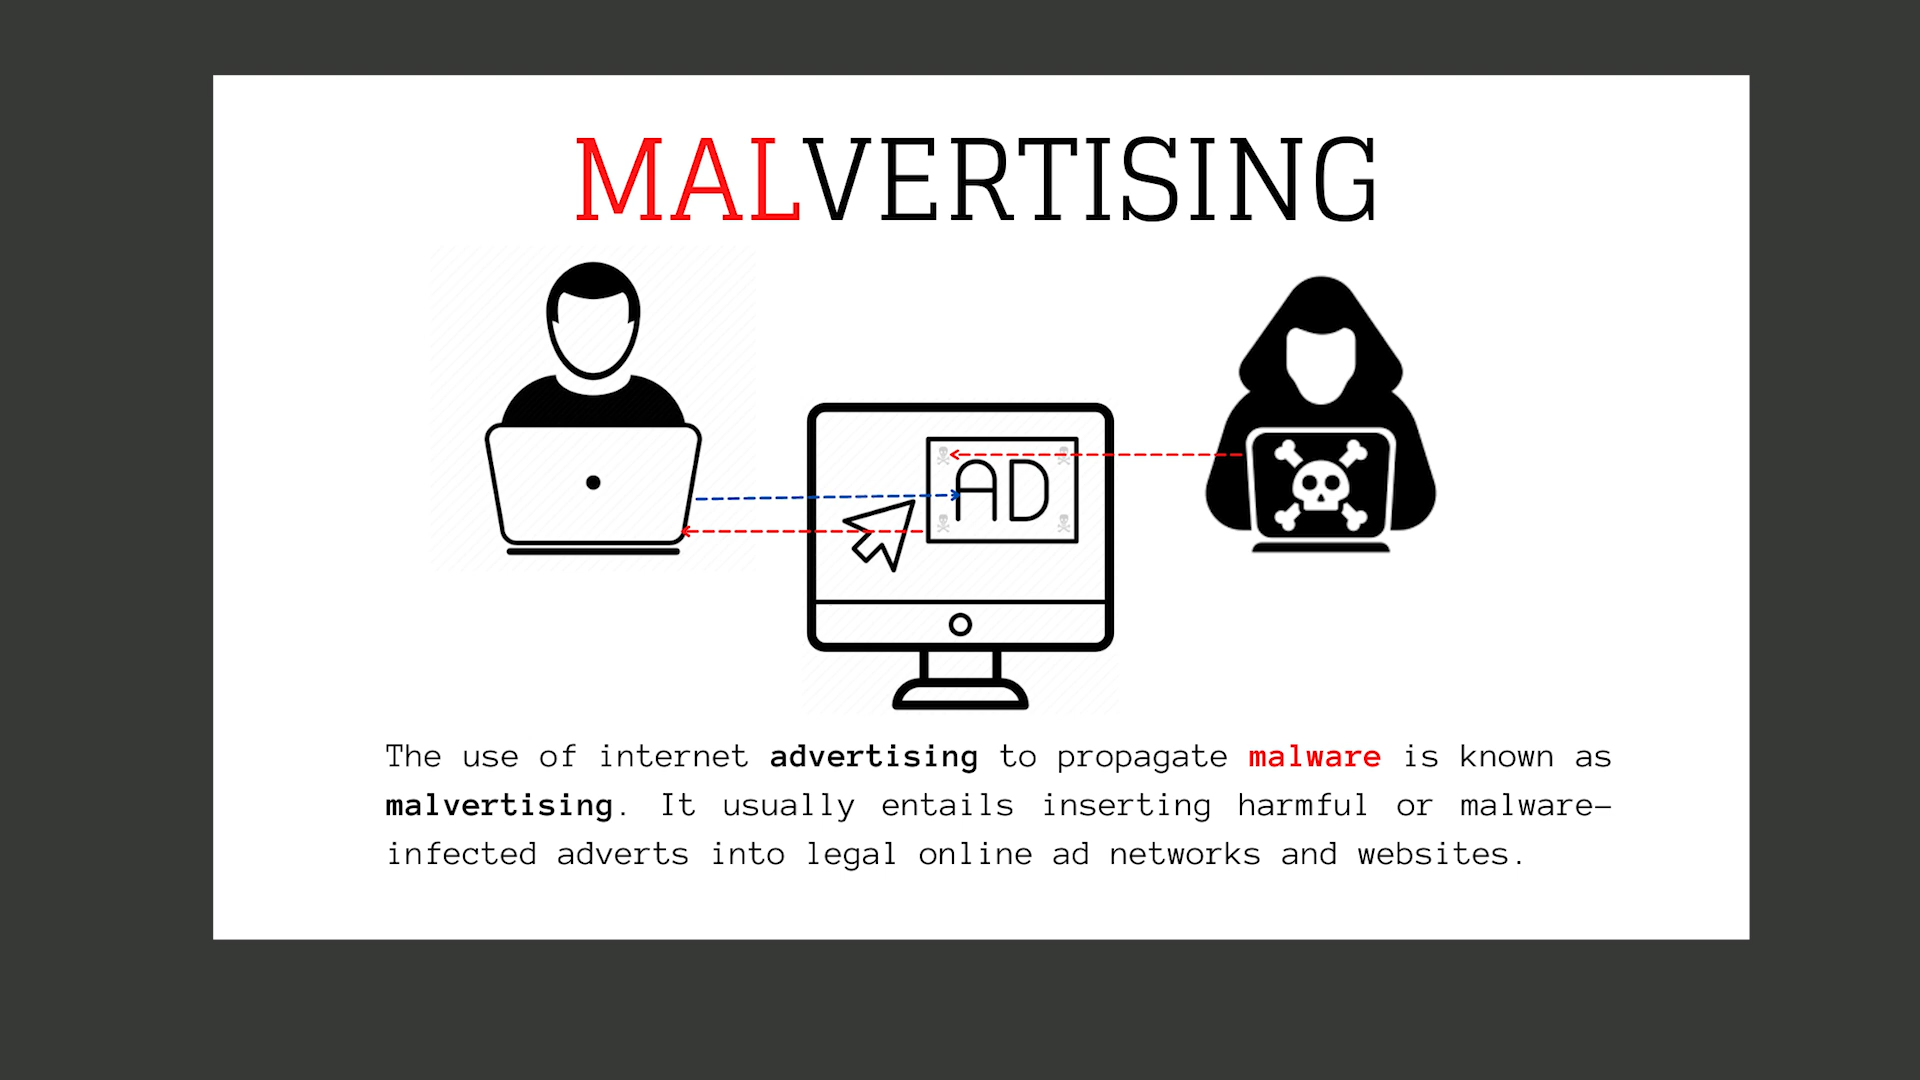 MALVERTISING
AD
The use of internet advertising to propagate malware is known as
malvertising. It usually entails inserting harmful or malware-
infected adverts into legal online ad networks and websites.